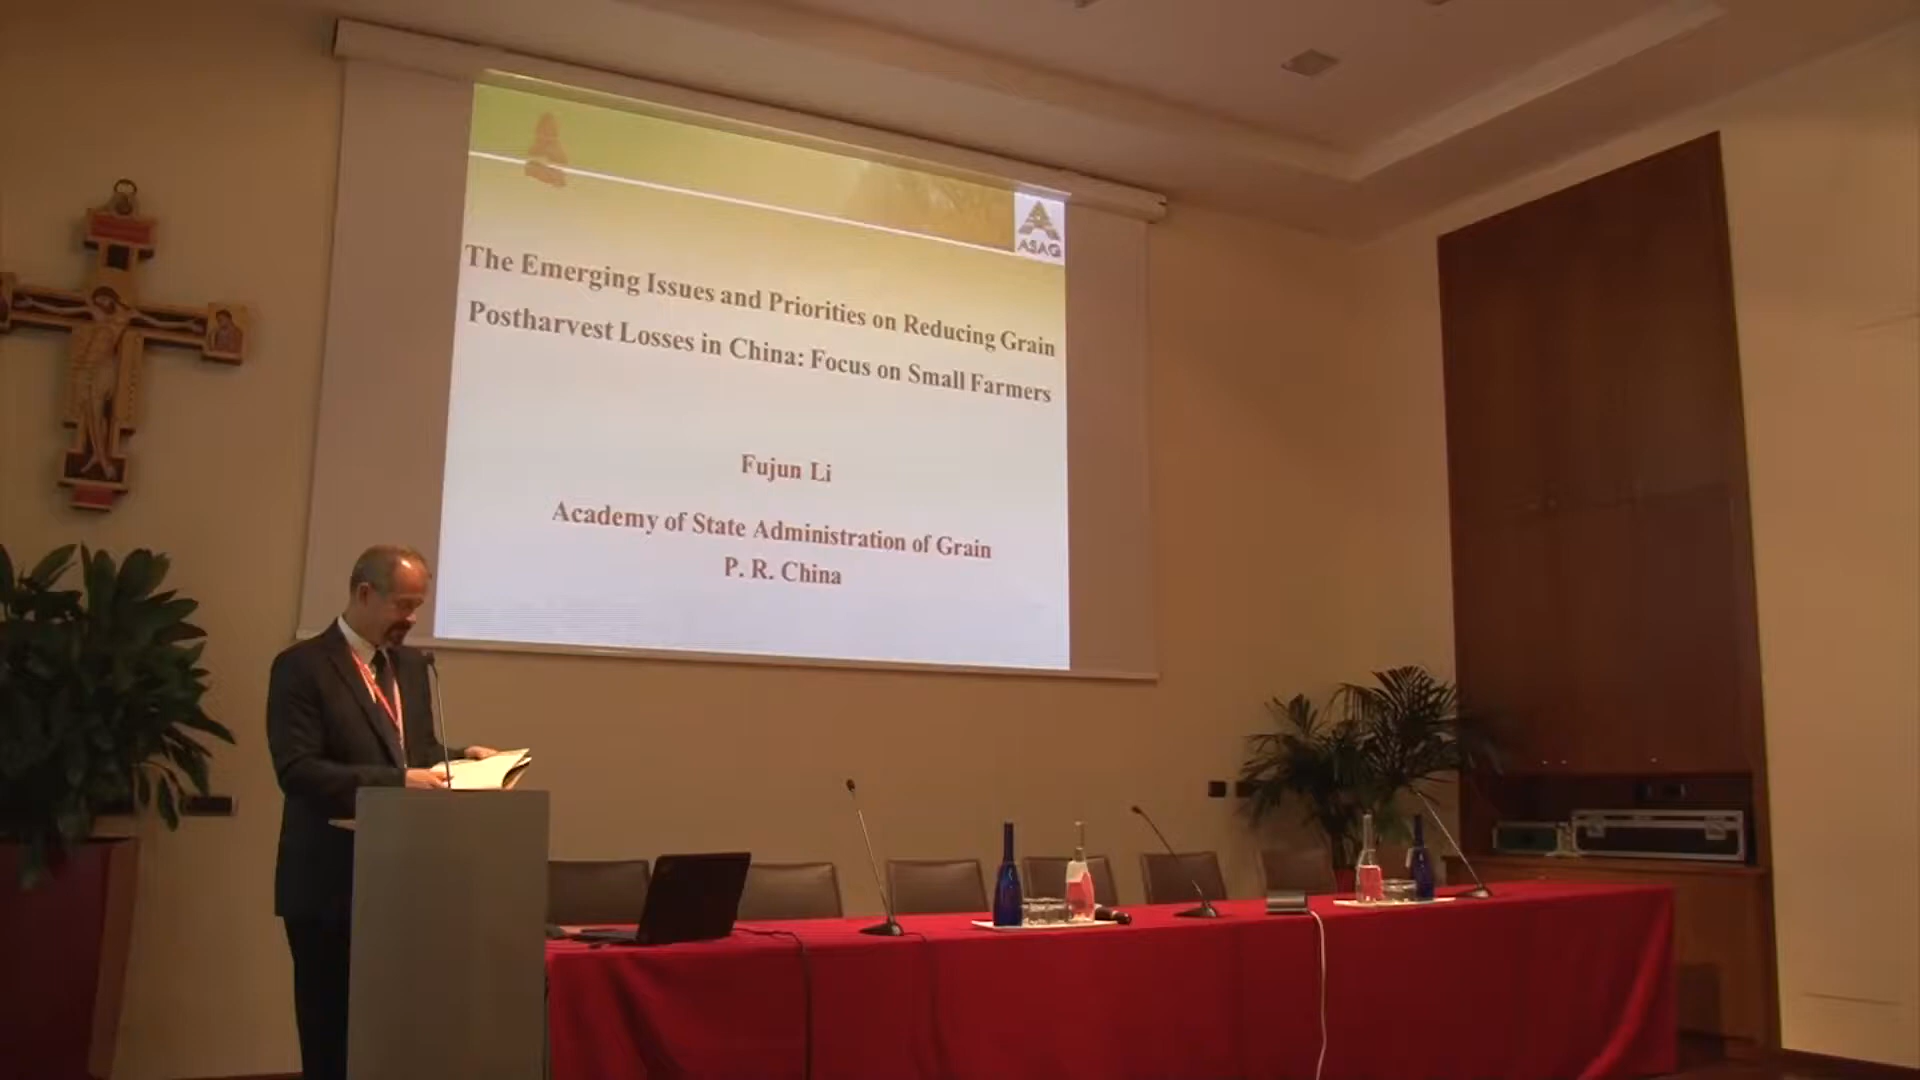 ASAG
The Emerging Issues and Priorities on Reducing Grain
Postharvest Losses in China: Focus on Small Farmers
Fujun Li
Academy of State Administration of Grain
P. R. China